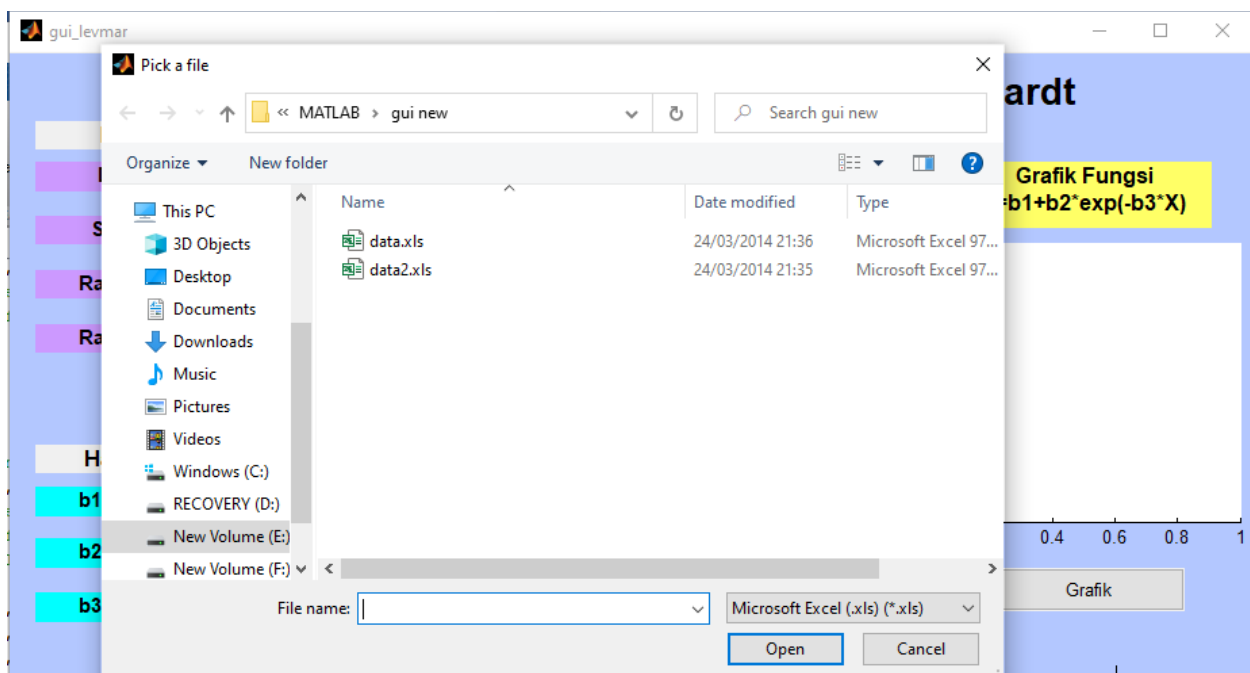 gui_levmar
Pick a file
« MATLAB > gui new
Search gui new
Organize
New folder
Name
Date modified
Type
This PC
3D Objects
Desktop
Documents
Downloads
Music
Pictures
Videos
Windows (C:)
RECOVERY (D:)
New Volume (E:)
New Volume (F:)
data.xls 24/03/2014 21:36 Microsoft Excel 97...
data2.xls 24/03/2014 21:35 Microsoft Excel 97...
File name:
Microsoft Excel (.xls) (*.xls)
Open
Cancel
ardt
Grafik Fungsi
=b1+b2*exp(-b3*X)
S
Ra
Ra
H
b1
b2
b3
0.4 0.6 0.8 1
Grafik